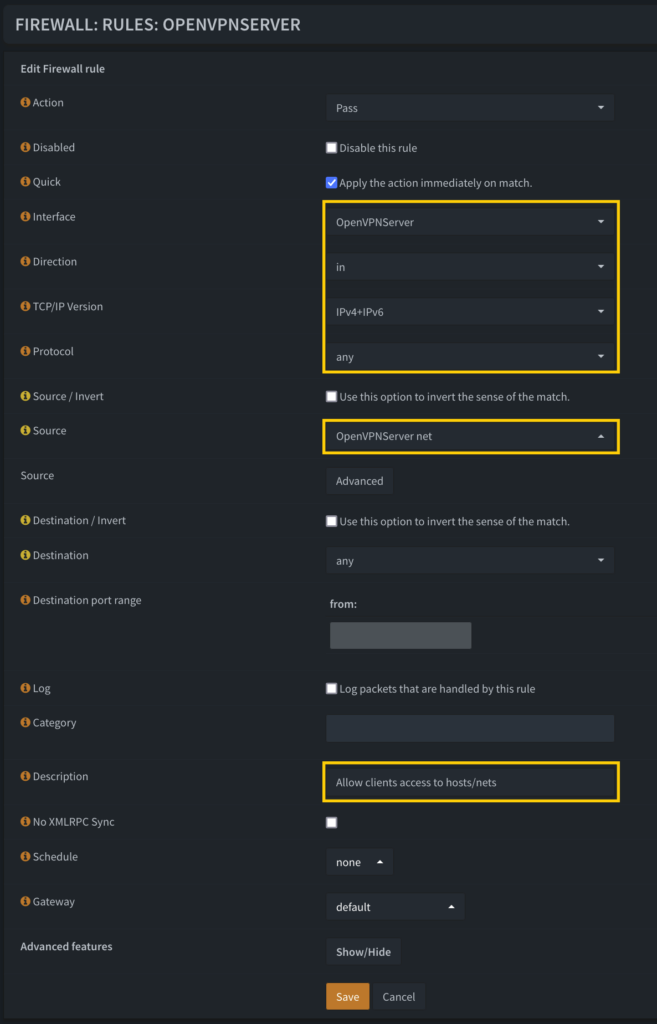 FIREWALL: RULES: OPENVPNSERVER
Edit Firewall rule
Action Pass
Disabled Disable this rule
Quick Apply the action immediately on match.
Interface OpenVPNServer
Direction in
TCP/IP Version IPv4+IPv6
Protocol any
Source / Invert Use this option to invert the sense of the match.
Source OpenVPNServer net
Source Advanced
Destination / Invert Use this option to invert the sense of the match.
Destination any
Destination port range from:
Log Log packets that are handled by this rule
Category
Description Allow clients access to hosts/nets
No XMLRPC Sync
Schedule none
Gateway default
Advanced features Show/Hide
Save Cancel